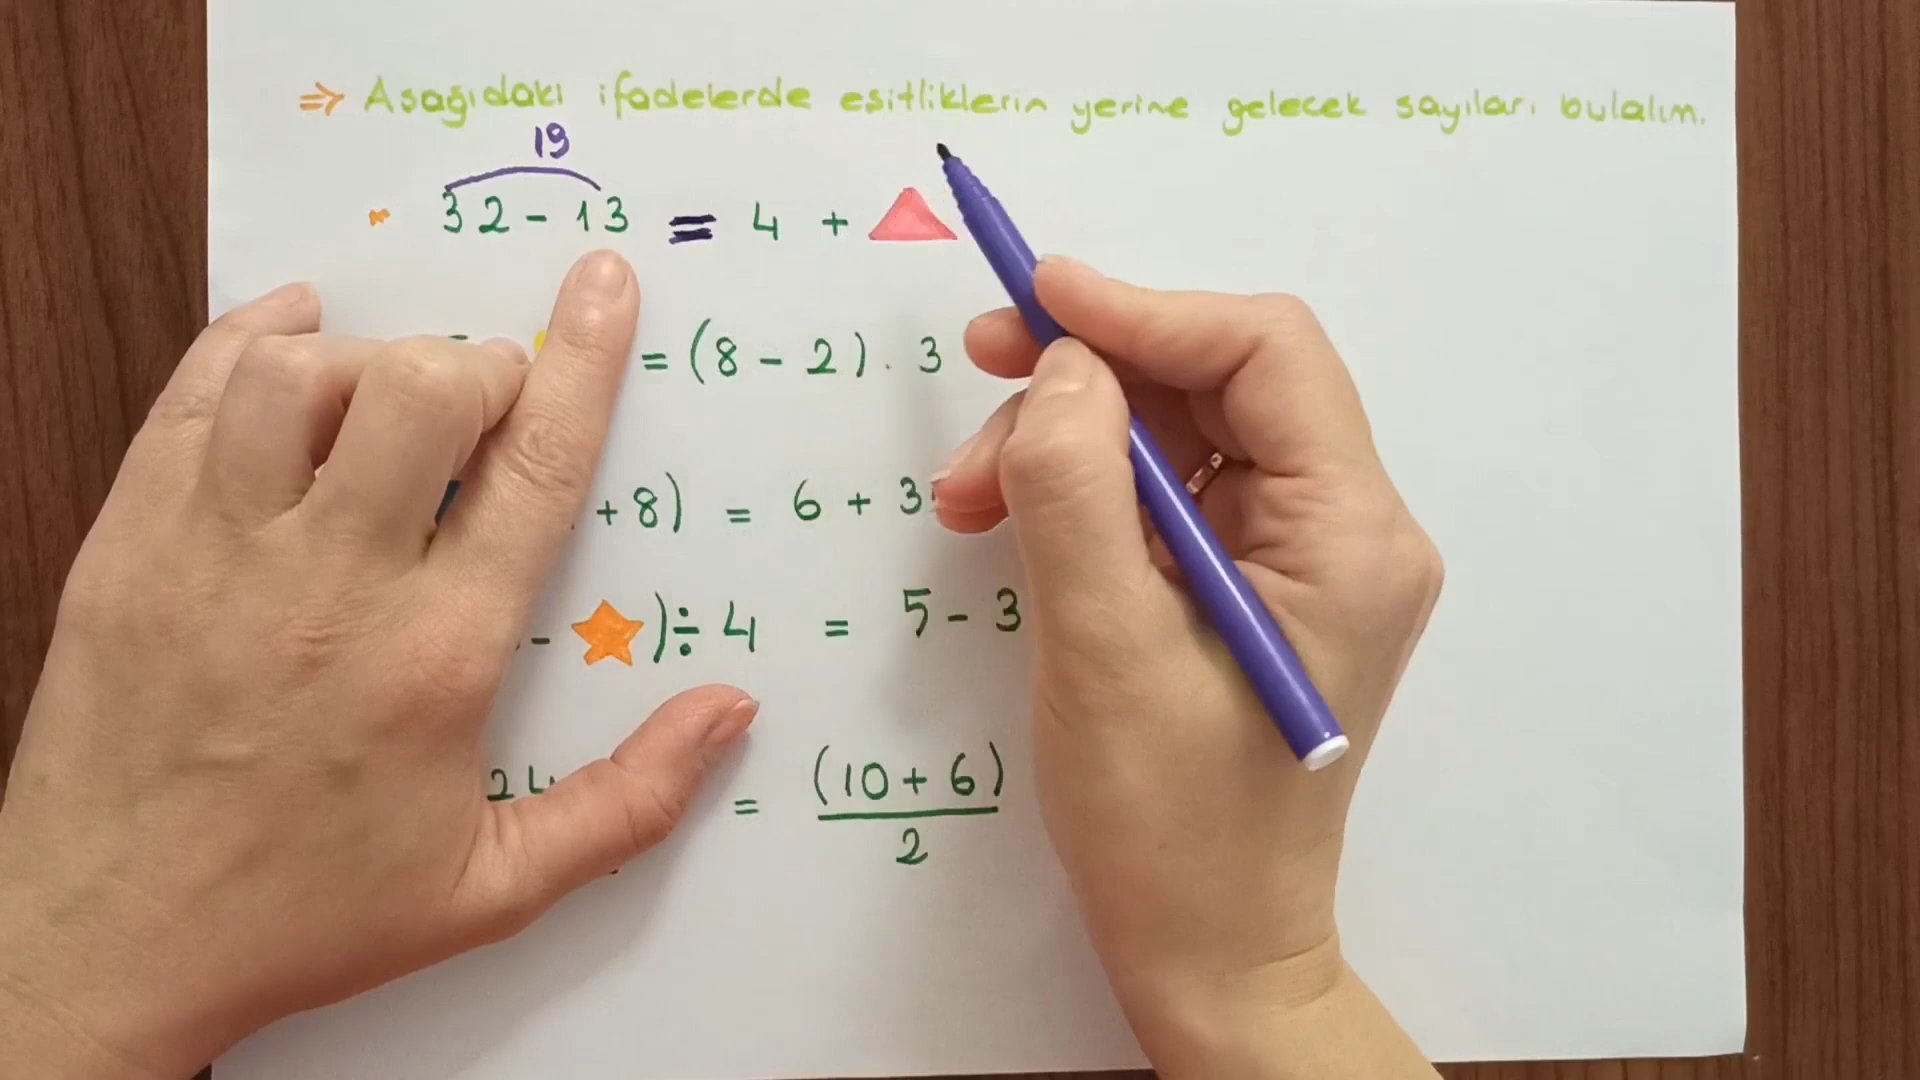 ⇒ Aşağıdaki ifadelerde eşitliklerin yerine gelecek sayıları bulalım.
19
32 - 13 = 4 +
= (8 - 2) . 3
+ 8) = 6 + 3
- ) ÷ 4 = 5 - 3
24 = (10 + 6)
2